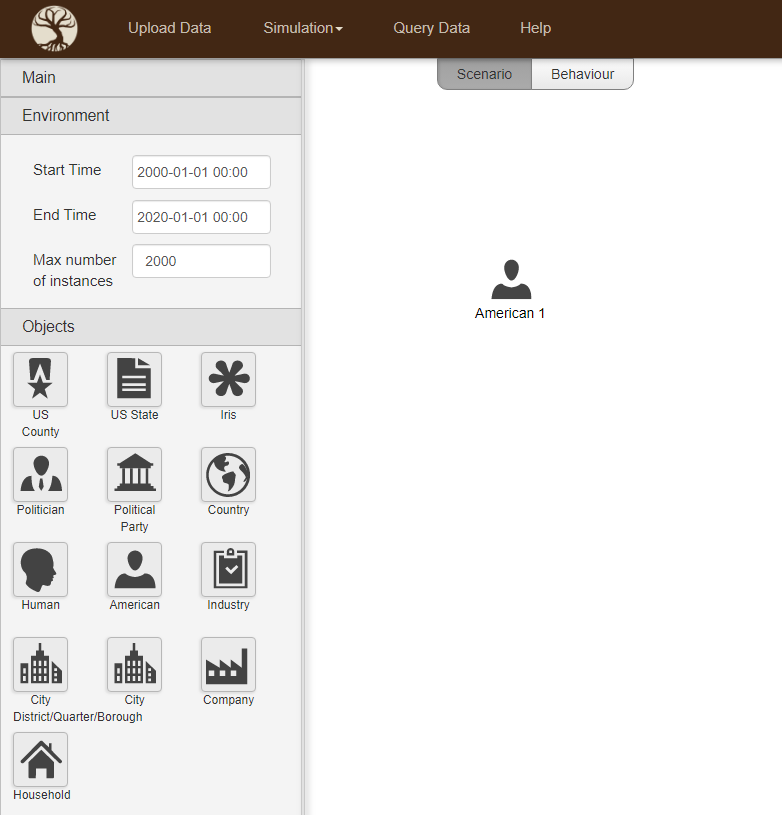 Upload Data Simulation Query Data Help
Main
Scenario Behaviour
Environment
Start Time 2000-01-01 00:00
End Time 2020-01-01 00:00
Max number 2000
of instances
American 1
Objects
US US State Iris
County
Politician Political Country
Party
Human American Industry
City City Company
District/Quarter/Borough
Household